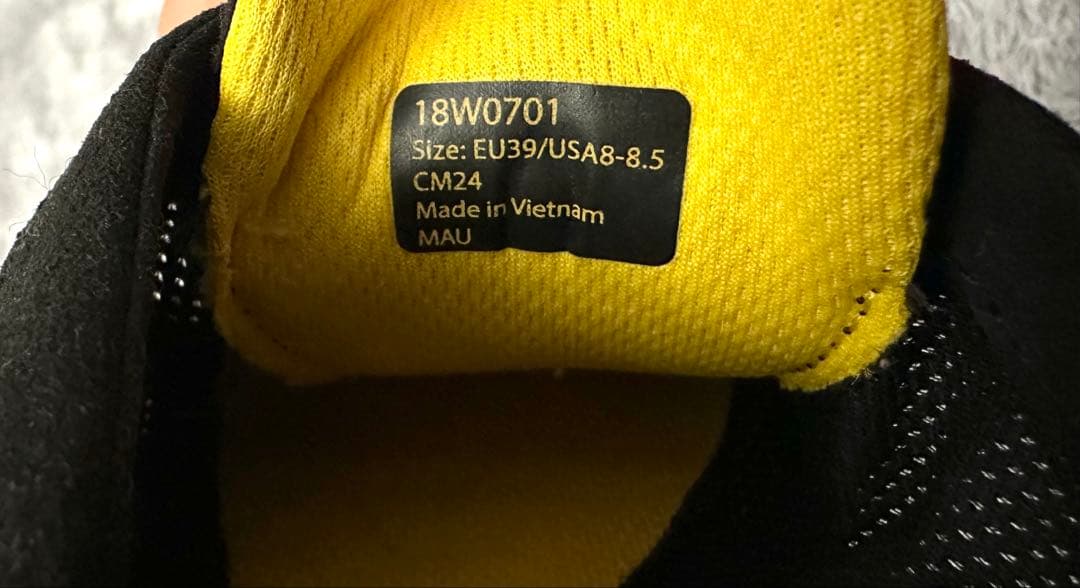 18W0701
Size: EU39/USA8-8.5
CM24
Made in Vietnam
MAU